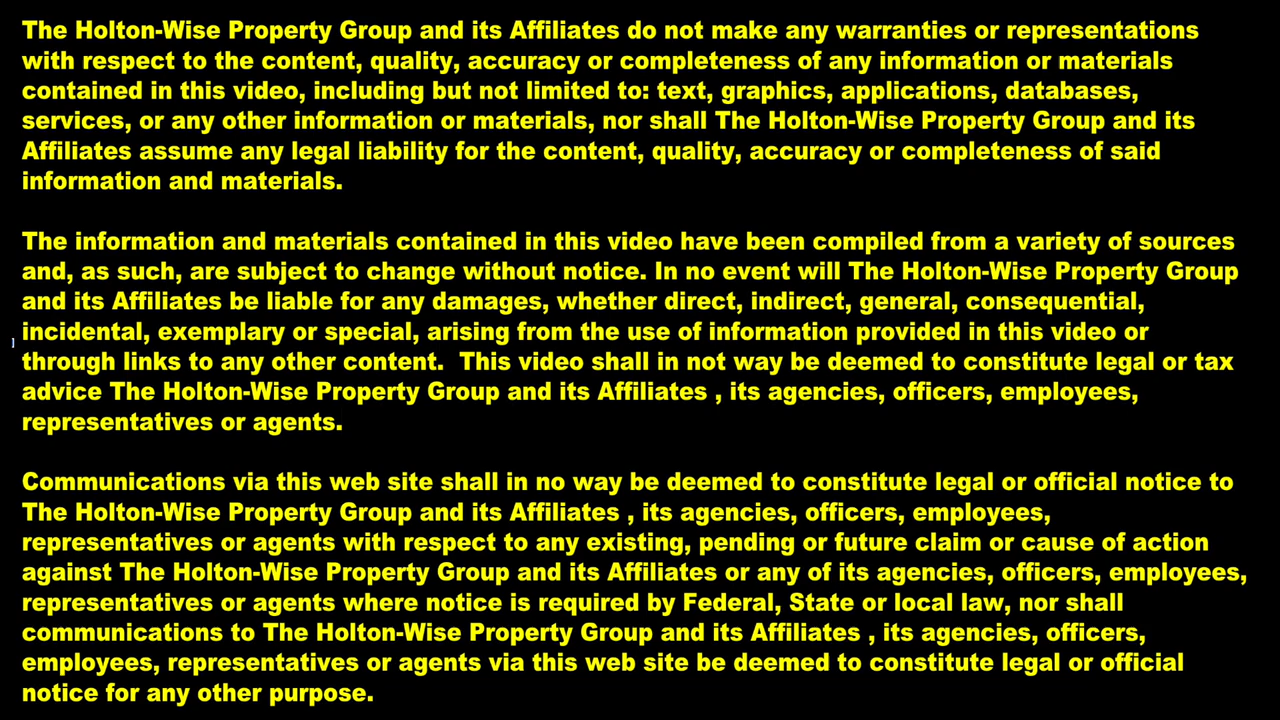 The Holton-Wise Property Group and its Affiliates do not make any warranties or representations
with respect to the content, quality, accuracy or completeness of any information or materials
contained in this video, including but not limited to: text, graphics, applications, databases,
services, or any other information or materials, nor shall The Holton-Wise Property Group and its
Affiliates assume any legal liability for the content, quality, accuracy or completeness of said
information and materials.

The information and materials contained in this video have been compiled from a variety of sources
and, as such, are subject to change without notice. In no event will The Holton-Wise Property Group
and its Affiliates be liable for any damages, whether direct, indirect, general, consequential,
incidental, exemplary or special, arising from the use of information provided in this video or
through links to any other content.  This video shall in not way be deemed to constitute legal or tax
advice The Holton-Wise Property Group and its Affiliates , its agencies, officers, employees,
representatives or agents.

Communications via this web site shall in no way be deemed to constitute legal or official notice to
The Holton-Wise Property Group and its Affiliates , its agencies, officers, employees,
representatives or agents with respect to any existing, pending or future claim or cause of action
against The Holton-Wise Property Group and its Affiliates or any of its agencies, officers, employees,
representatives or agents where notice is required by Federal, State or local law, nor shall
communications to The Holton-Wise Property Group and its Affiliates , its agencies, officers,
employees, representatives or agents via this web site be deemed to constitute legal or official
notice for any other purpose.